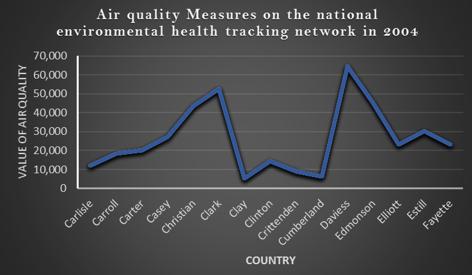 Air quality Measures on the national
environmental health tracking network in 2004
VALUE OF AIR QUALITY
70,000
60,000
50,000
40,000
30,000
20,000
10,000
0
Carlisle
Carroll
Carter
Casey
Christian
Clark
Clay
Clinton
Crittenden
Cumberland
Daviess
Edmonson
Elliott
Estill
Fayette
COUNTRY